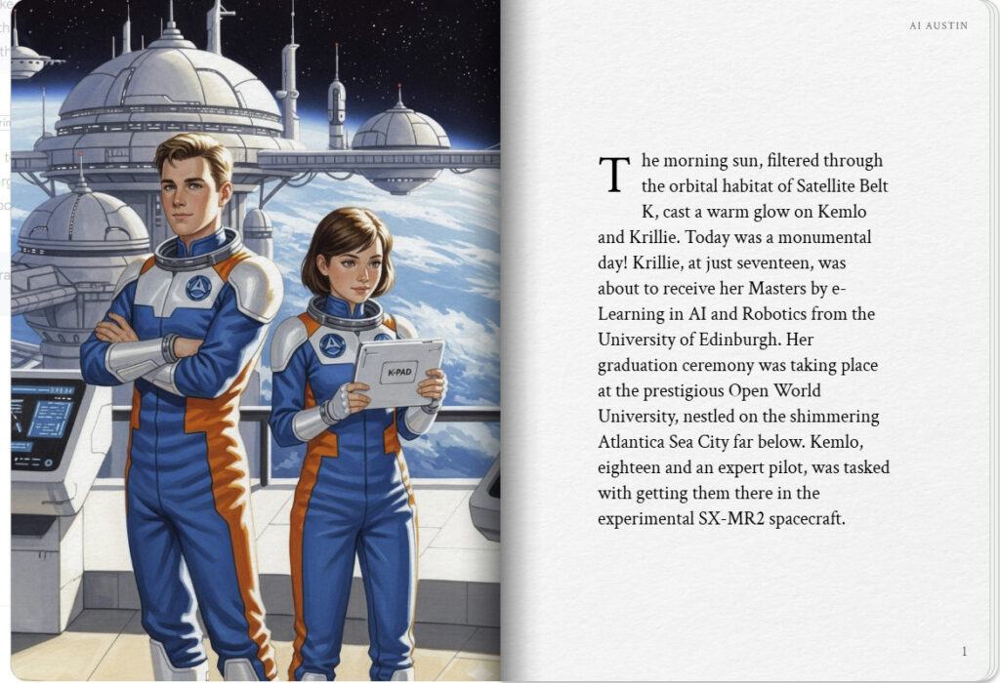 K-PAD
AI AUSTIN
The morning sun, filtered through
the orbital habitat of Satellite Belt
K, cast a warm glow on Kemlo
and Krillie. Today was a monumental
day! Krillie, at just seventeen, was
about to receive her Masters by e-
Learning in AI and Robotics from the
University of Edinburgh. Her
graduation ceremony was taking place
at the prestigious Open World
University, nestled on the shimmering
Atlantica Sea City far below. Kemlo,
eighteen and an expert pilot, was tasked
with getting them there in the
experimental SX-MR2 spacecraft.
1